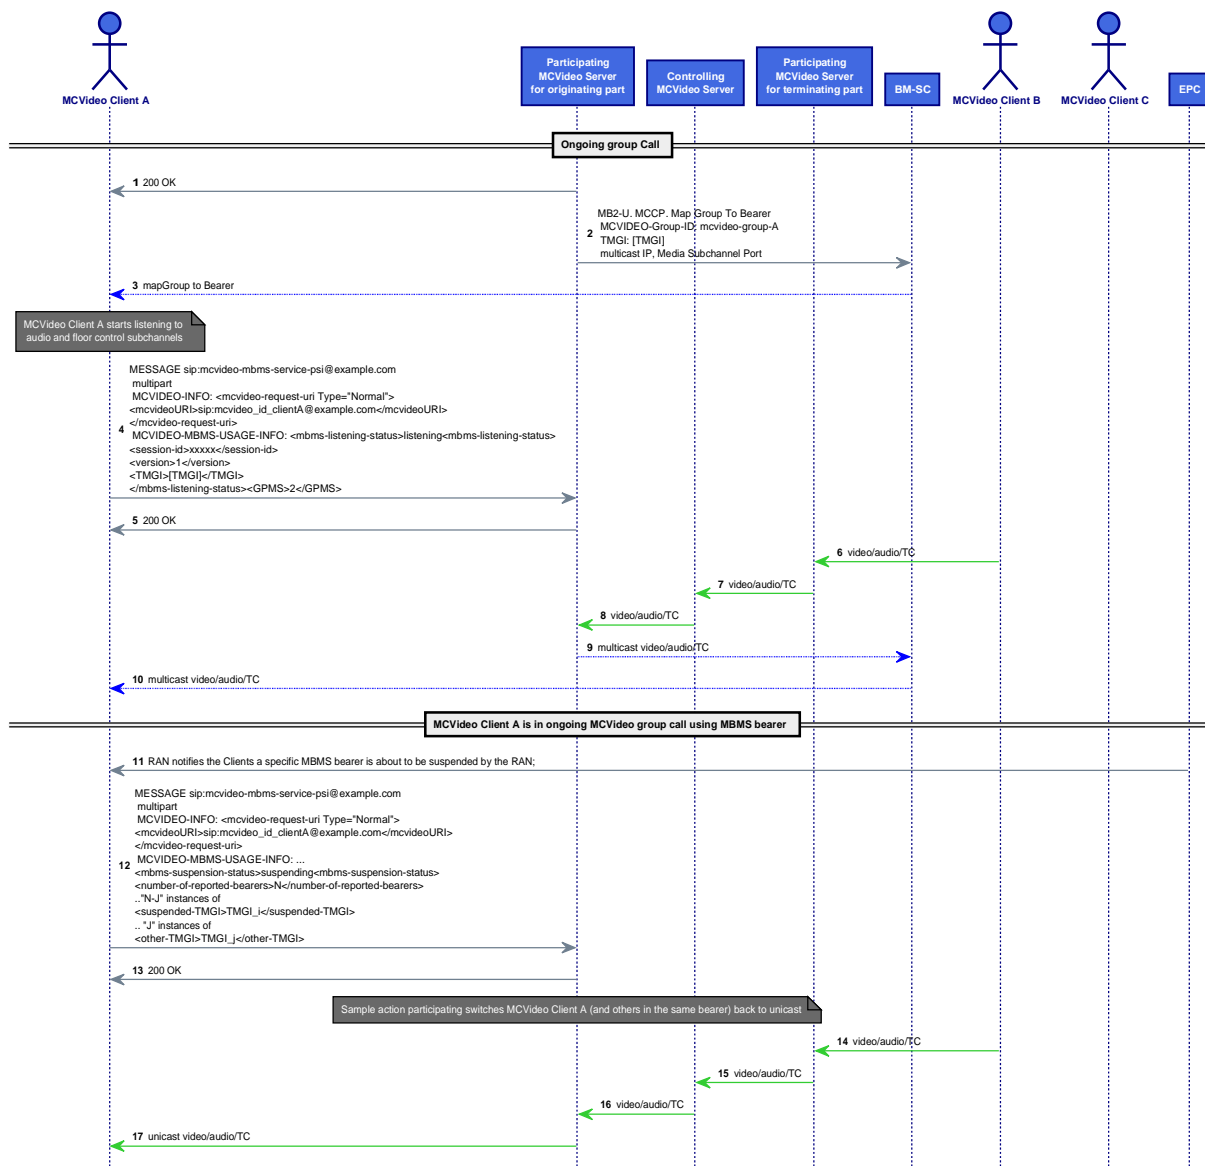 MCVideo Client A
Participating
MCVideo Server
for originating part
Controlling
MCVideo Server
Participating
MCVideo Server
for terminating part
BM-SC
MCVideo Client B
MCVideo Client C
EPC
Ongoing group Call
1 200 OK
MB2-U. MCCP. Map Group To Bearer
MCVIDEO-Group-ID: mcvideo-group-A
2 TMGI: [TMGI]
multicast IP, Media Subchannel Port
3 mapGroup to Bearer
MCVideo Client A starts listening to
audio and floor control subchannels
MESSAGE sip:mcvideo-mbms-service-psi@example.com
multipart
MCVIDEO-INFO: <mcvideo-request-uri Type="Normal">
<mcvideoURI>sip:mcvideo_id_clientA@example.com</mcvideoURI>
</mcvideo-request-uri>
4 MCVIDEO-MBMS-USAGE-INFO: <mbms-listening-status>listening<mbms-listening-status>
<session-id>xxxxx</session-id>
<version>1</version>
<TMGI>[TMGI]</TMGI>
</mbms-listening-status><GPMS>2</GPMS>
5 200 OK
6 video/audio/TC
7 video/audio/TC
8 video/audio/TC
9 multicast video/audio/TC
10 multicast video/audio/TC
MCVideo Client A is in ongoing MCVideo group call using MBMS bearer
11 RAN notifies the Clients a specific MBMS bearer is about to be suspended by the RAN;
MESSAGE sip:mcvideo-mbms-service-psi@example.com
multipart
MCVIDEO-INFO: <mcvideo-request-uri Type="Normal">
<mcvideoURI>sip:mcvideo_id_clientA@example.com</mcvideoURI>
</mcvideo-request-uri>
12 MCVIDEO-MBMS-USAGE-INFO: ...
<mbms-suspension-status>suspending<mbms-suspension-status>
<number-of-reported-bearers>N</number-of-reported-bearers>
.."N-J" instances of
<suspended-TMGI>TMGI_i</suspended-TMGI>
.. "J" instances of
<other-TMGI>TMGI_j</other-TMGI>
13 200 OK
Sample action participating switches MCVideo Client A (and others in the same bearer) back to unicast
14 video/audio/TC
15 video/audio/TC
16 video/audio/TC
17 unicast video/audio/TC